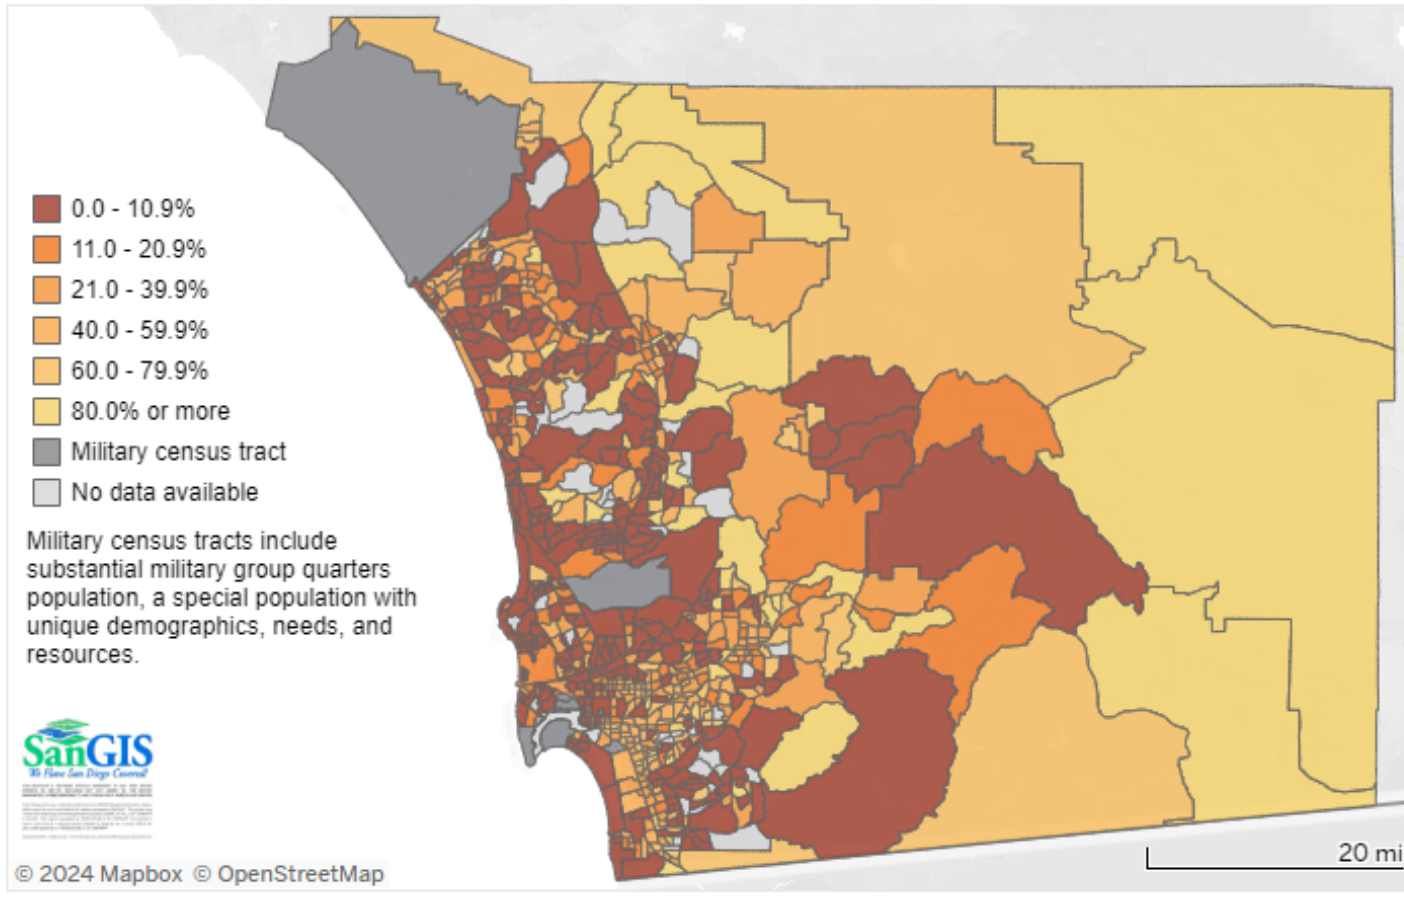 0.0 - 10.9%
11.0 - 20.9%
21.0 - 39.9%
40.0 - 59.9%
60.0 - 79.9%
80.0% or more
Military census tract
No data available
Military census tracts include
substantial military group quarters
population, a special population with
unique demographics, needs, and
resources.
SanGIS
We Have San Diego Covered!
© 2024 Mapbox © OpenStreetMap
20 mi